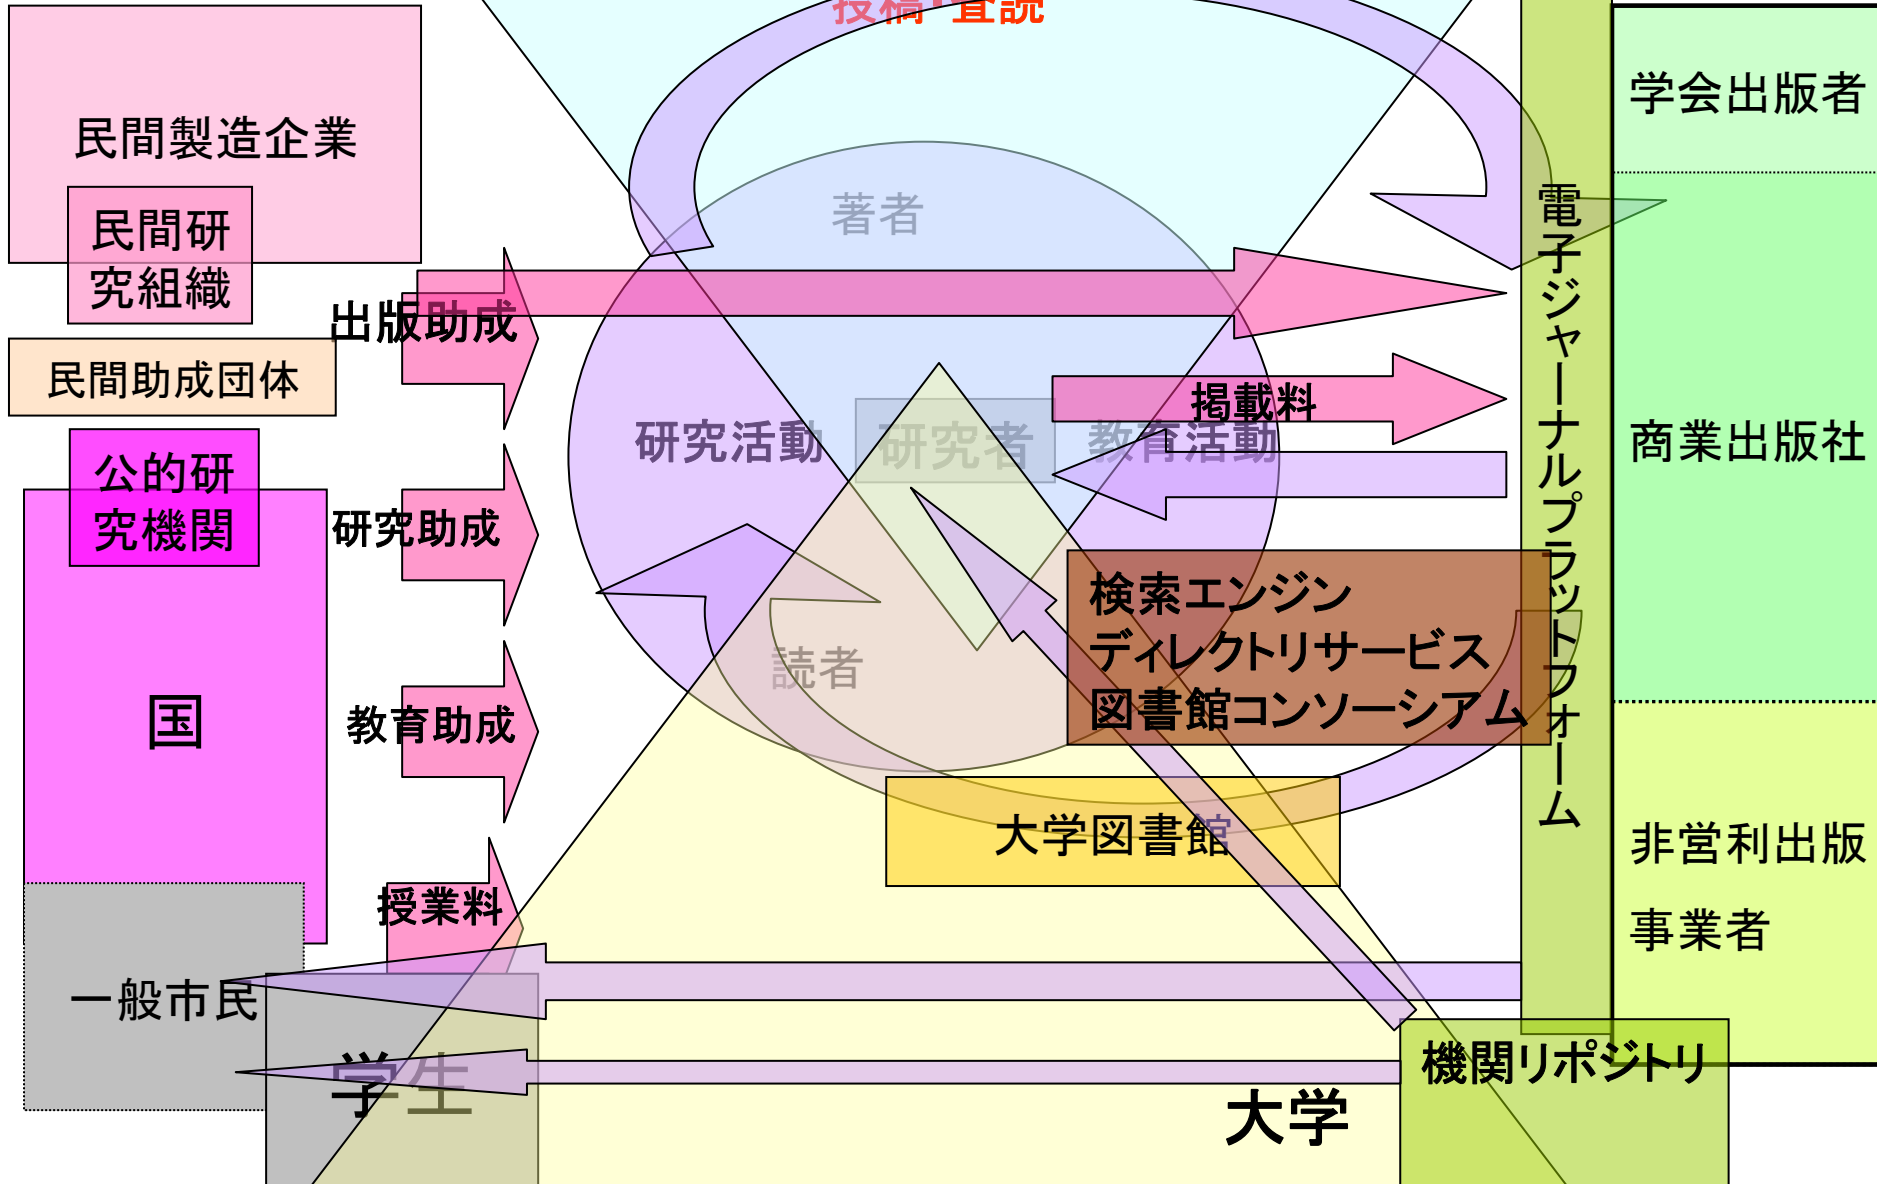 投稿・査読
民間製造企業
民間研
究組織
民間助成団体
公的研
究機関
国
一般市民
学生
出版助成
研究助成
教育助成
授業料
著者
研究活動
研究者
教育活動
読者
掲載料
検索エンジン
ディレクトリサービス
図書館コンソーシアム
大学図書館
大学
機関リポジトリ
電子ジャーナルプラットフォーム
学会出版者
商業出版社
非営利出版
事業者